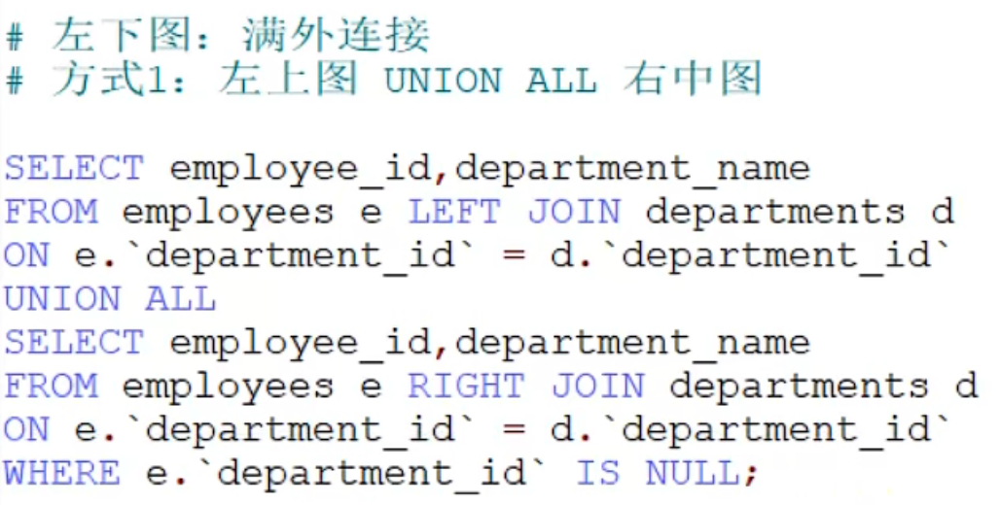 # 左下图：满外连接
# 方式1：左上图 UNION ALL 右中图
SELECT employee_id,department_name
FROM employees e LEFT JOIN departments d
ON e.`department_id` = d.`department_id`
UNION ALL
SELECT employee_id,department_name
FROM employees e RIGHT JOIN departments d
ON e.`department_id` = d.`department_id`
WHERE e.`department_id` IS NULL;